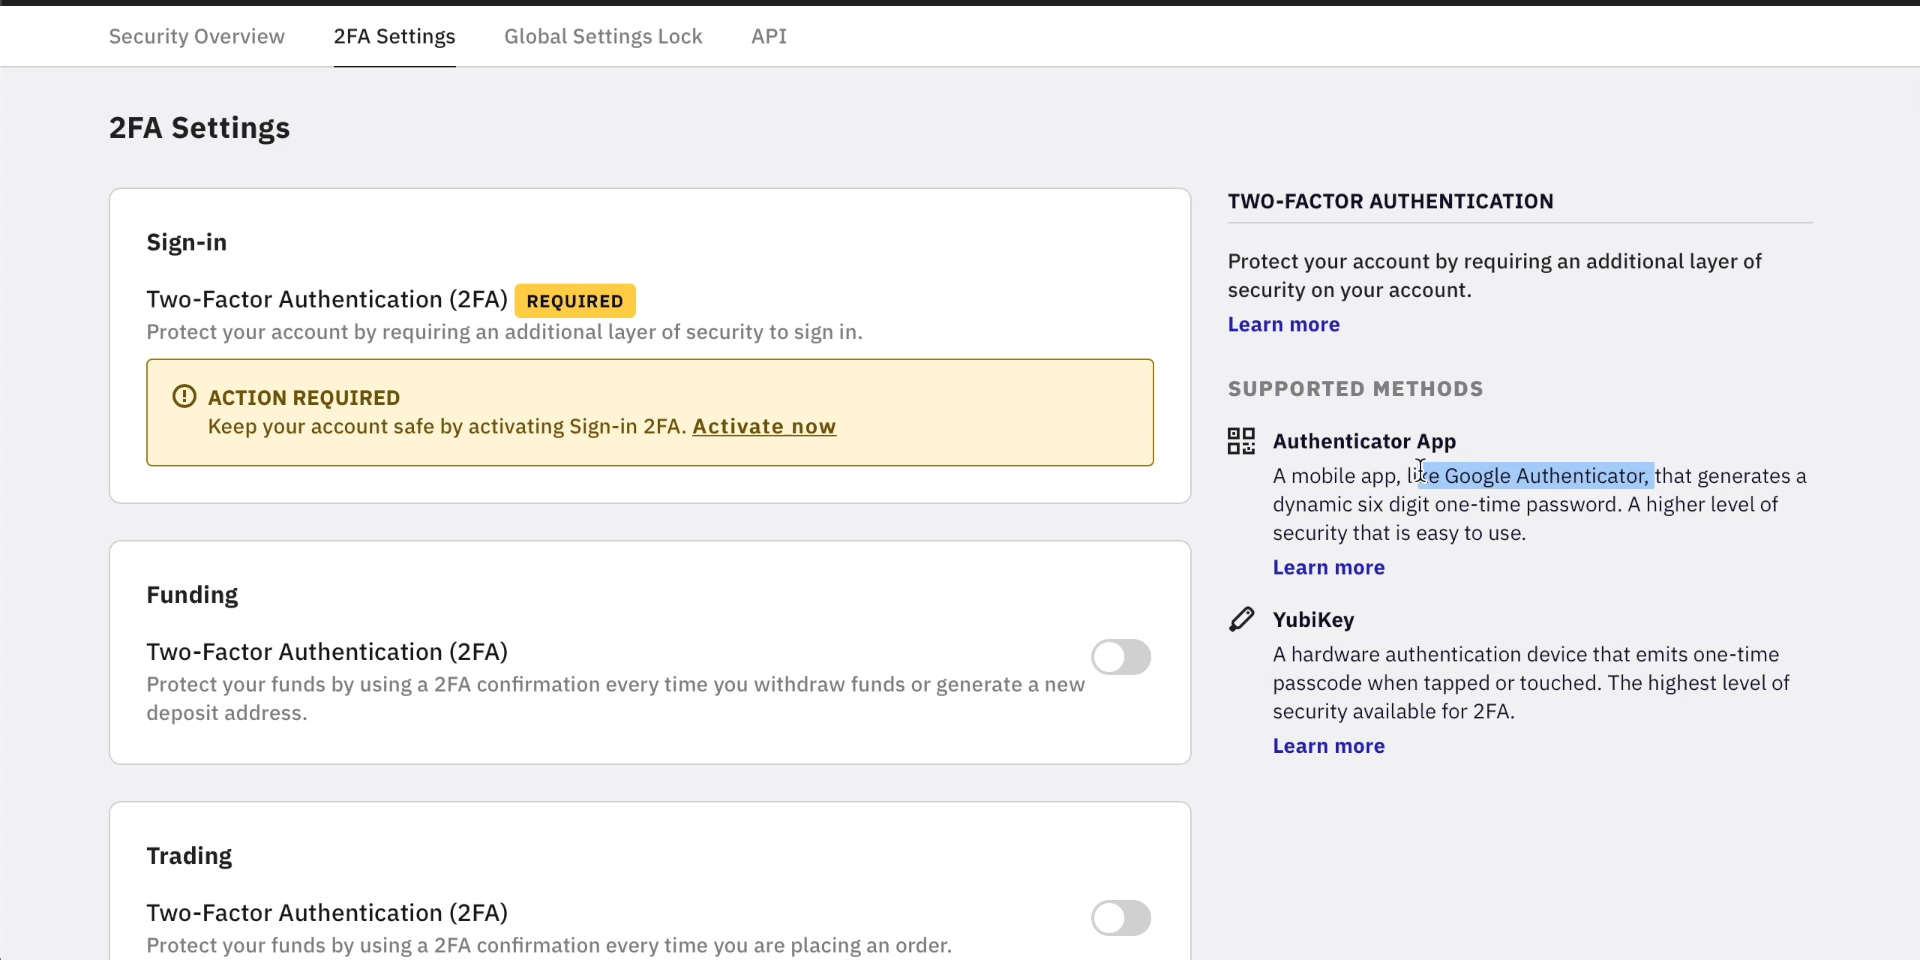 Security Overview
2FA Settings
Global Settings Lock
API
2FA Settings
Sign-in
Two-Factor Authentication (2FA) REQUIRED
Protect your account by requiring an additional layer of security to sign in.
ACTION REQUIRED
Keep your account safe by activating Sign-in 2FA. Activate now
Funding
Two-Factor Authentication (2FA)
Protect your funds by using a 2FA confirmation every time you withdraw funds or generate a new
deposit address.
Trading
Two-Factor Authentication (2FA)
Protect your funds by using a 2FA confirmation every time you are placing an order.
TWO-FACTOR AUTHENTICATION
Protect your account by requiring an additional layer of
security on your account.
Learn more
SUPPORTED METHODS
Authenticator App
A mobile app, like Google Authenticator, that generates a
dynamic six digit one-time password. A higher level of
security that is easy to use.
Learn more
YubiKey
A hardware authentication device that emits one-time
passcode when tapped or touched. The highest level of
security available for 2FA.
Learn more